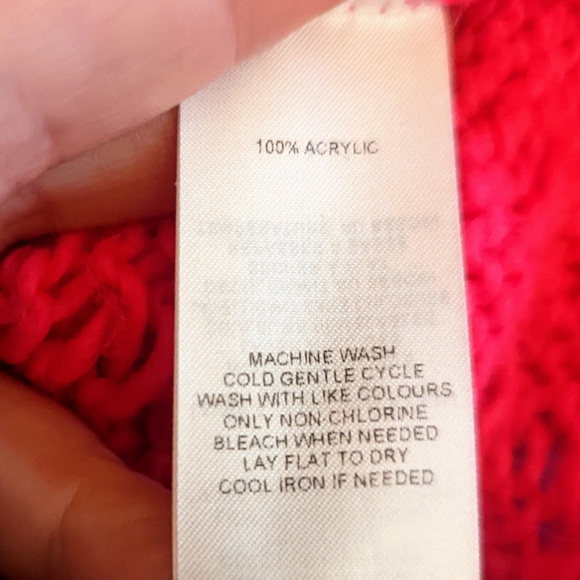 100% ACRYLIC
MACHINE WASH
COLD GENTLE CYCLE
WASH WITH LIKE COLOURS
ONLY NON-CHLORINE
BLEACH WHEN NEEDED
LAY FLAT TO DRY
COOL IRON IF NEEDED